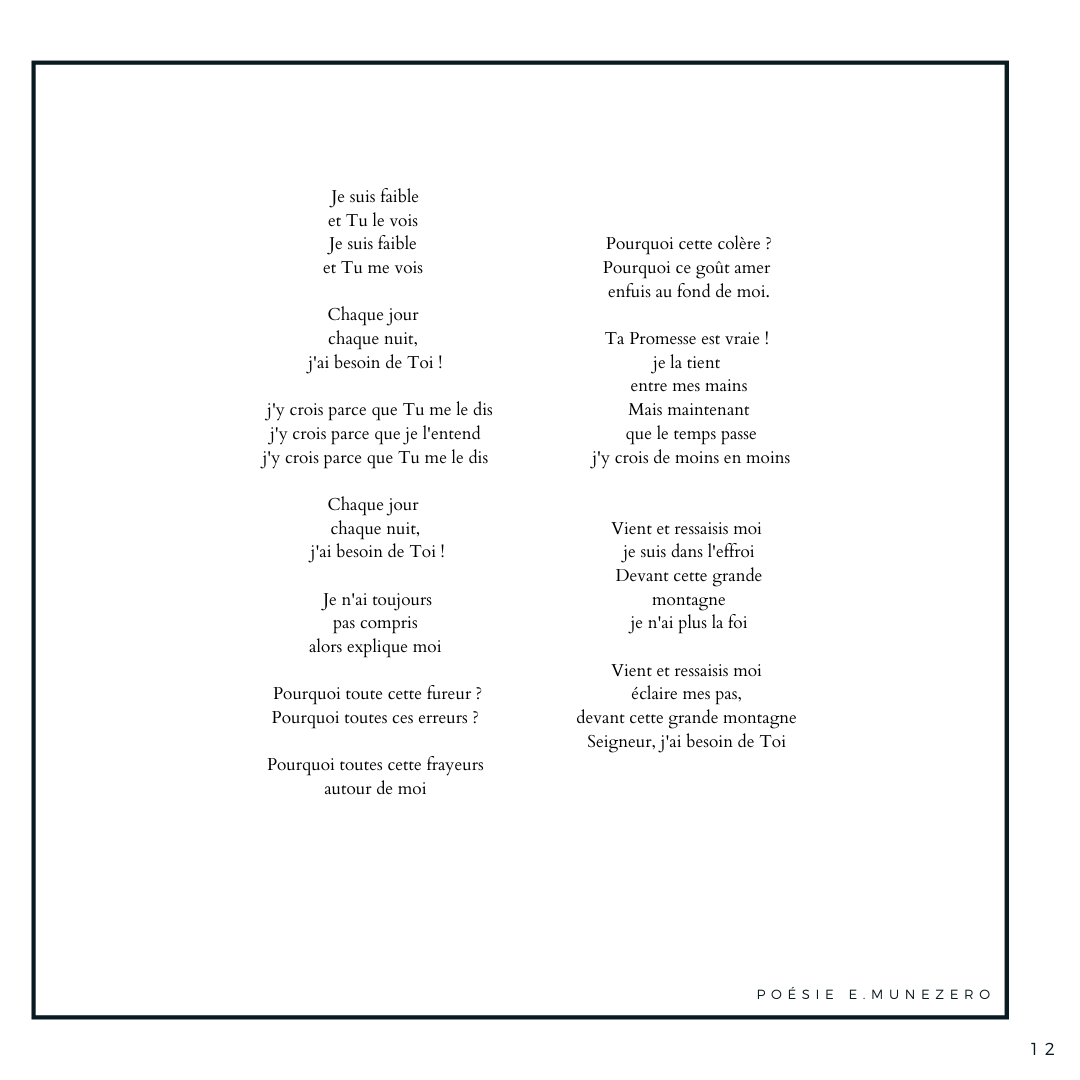 Je suis faible
et Tu le vois
Je suis faible
et Tu me vois
Chaque jour
chaque nuit,
j'ai besoin de Toi !
j'y crois parce que Tu me le dis
j'y crois parce que je l'entend
j'y crois parce que Tu me le dis
Chaque jour
chaque nuit,
j'ai besoin de Toi !
Je n'ai toujours
pas compris
alors explique moi
Pourquoi toute cette fureur ?
Pourquoi toutes ces erreurs ?
Pourquoi toutes cette frayeurs
autour de moi
Pourquoi cette colère ?
Pourquoi ce goût amer
enfuis au fond de moi.
Ta Promesse est vraie !
je la tient
entre mes mains
Mais maintenant
que le temps passe
j'y crois de moins en moins
Vient et ressaisis moi
je suis dans l'effroi
Devant cette grande
montagne
je n'ai plus la foi
Vient et ressaisis moi
éclaire mes pas,
devant cette grande montagne
Seigneur, j'ai besoin de Toi
POÉSIE E.MUNEZERO
12